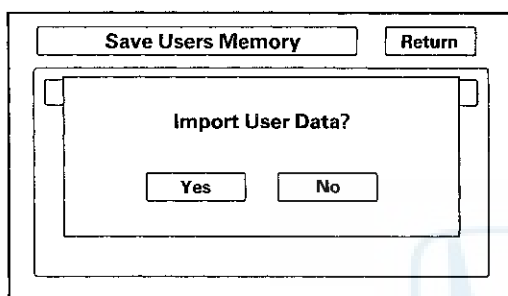 Save Users Memory
Return
Import User Data?
Yes
No